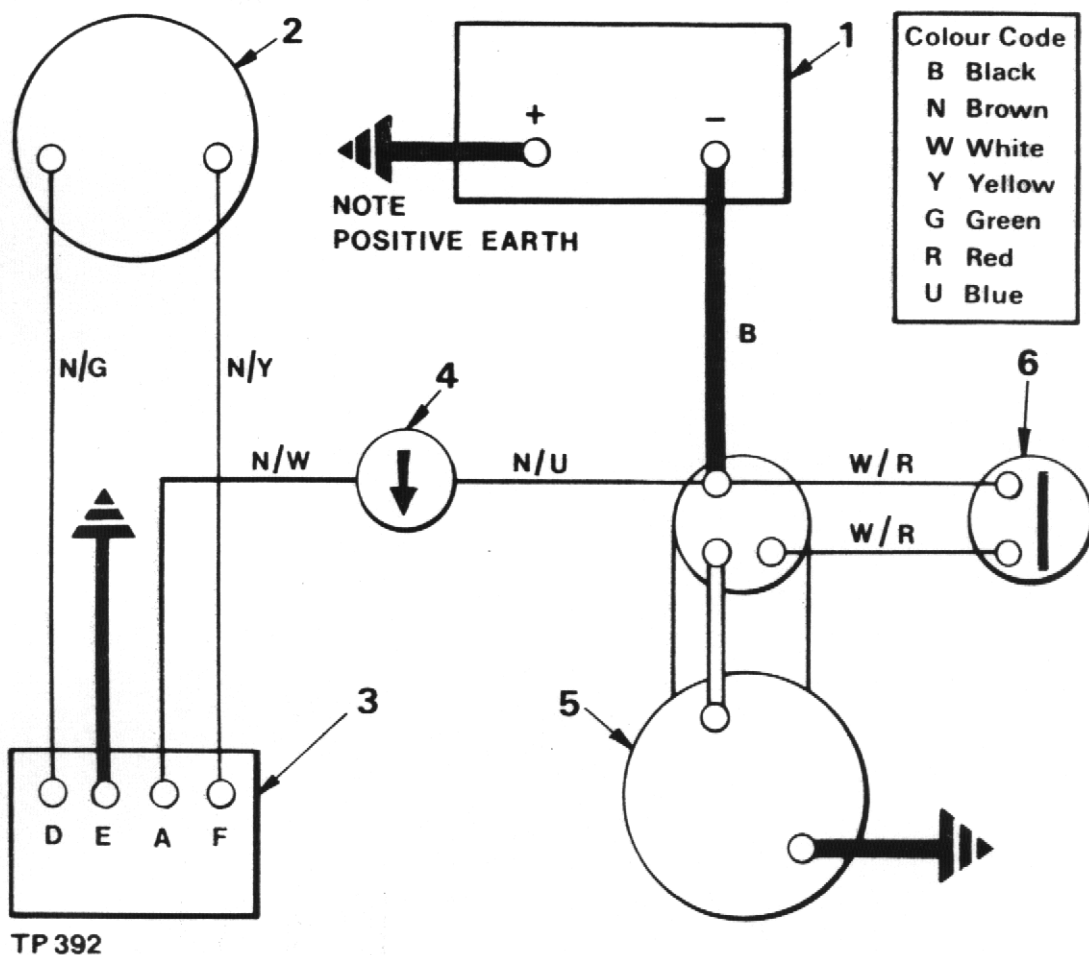 2
1
Colour Code
B Black
N Brown
W White
Y Yellow
G Green
R Red
U Blue
+
−
NOTE
POSITIVE EARTH
B
N/G
N/Y
4
6
N/W
N/U
W/R
W/R
3
5
D E A F
TP 392